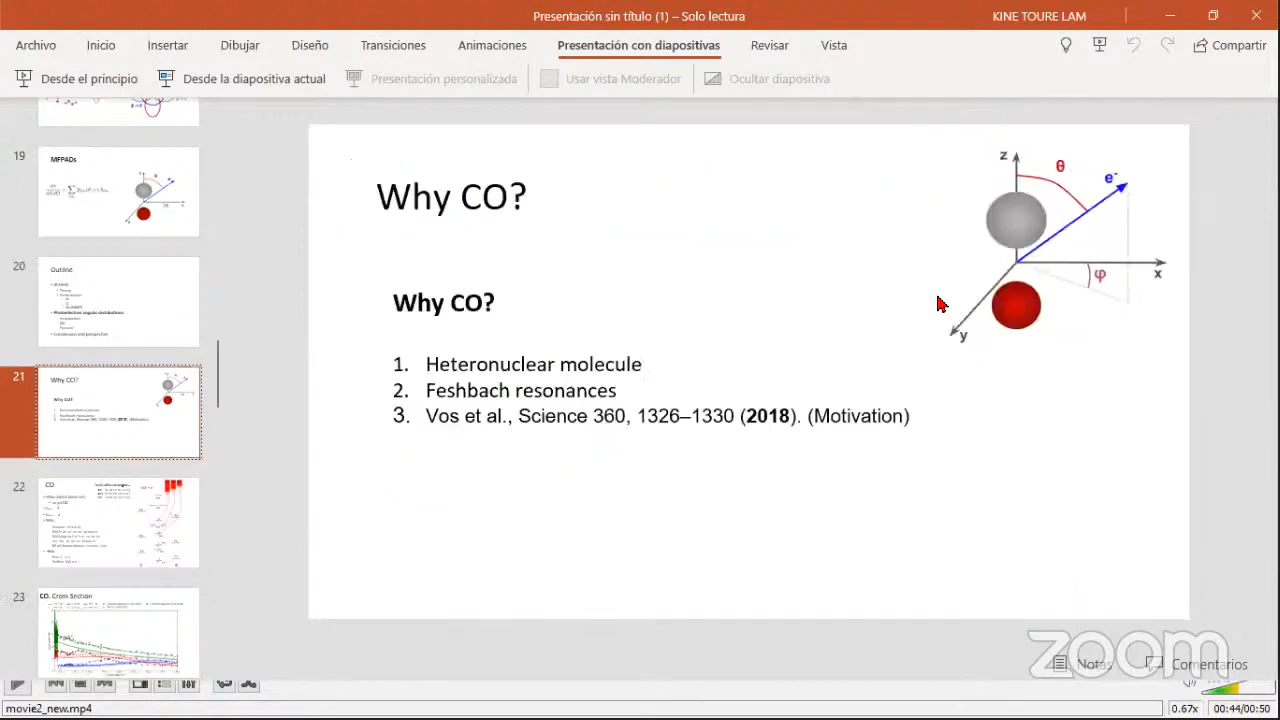 Presentación sin título (1) – Solo lectura
KINE TOURE LAM
Archivo
Inicio
Insertar
Dibujar
Diseño
Transiciones
Animaciones
Presentación con diapositivas
Revisar
Vista
Compartir
Desde el principio
Desde la diapositiva actual
Presentación personalizada
Usar vista Moderador
Ocultar diapositiva
19
MFPADs
20
Outline
21
Why CO?
Why CO?
22
CO
23
CO. Cross Section
Why CO?
Why CO?
1. Heteronuclear molecule
2. Feshbach resonances
3. Vos et al., Science 360, 1326–1330 (2018). (Motivation)
z
θ
e-
x
φ
y
zoom
Notas
Comentarios
movie2_new.mp4
0.67x
00:44/00:50